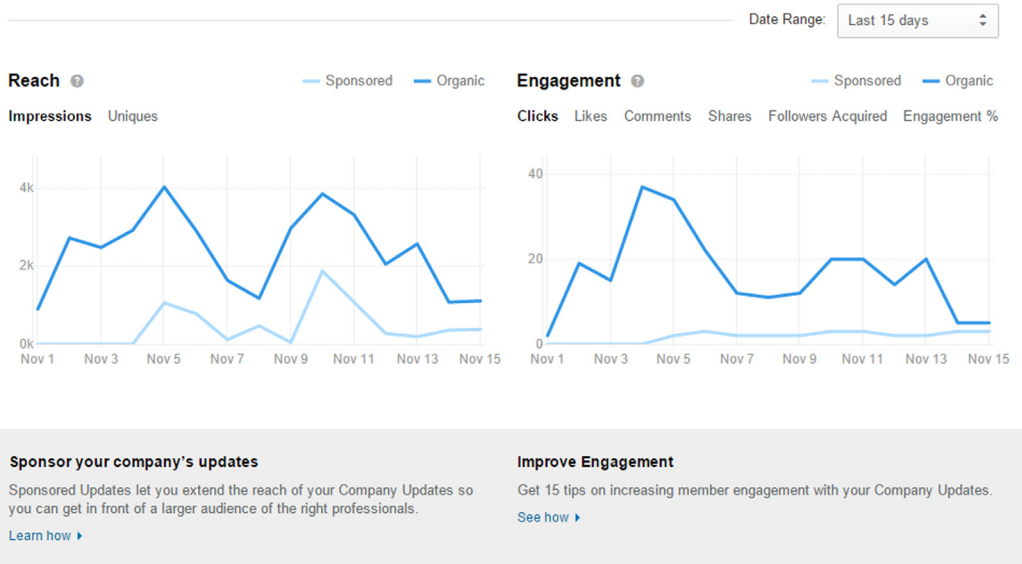 Date Range: Last 15 days
Reach ? Sponsored Organic
Impressions Uniques
4k
2k
0k
Nov 1 Nov 3 Nov 5 Nov 7 Nov 9 Nov 11 Nov 13 Nov 15
Engagement ? Sponsored Organic
Clicks Likes Comments Shares Followers Acquired Engagement %
40
20
0
Nov 1 Nov 3 Nov 5 Nov 7 Nov 9 Nov 11 Nov 13 Nov 15
Sponsor your company's updates
Sponsored Updates let you extend the reach of your Company Updates so
you can get in front of a larger audience of the right professionals.
Learn how
Improve Engagement
Get 15 tips on increasing member engagement with your Company Updates.
See how